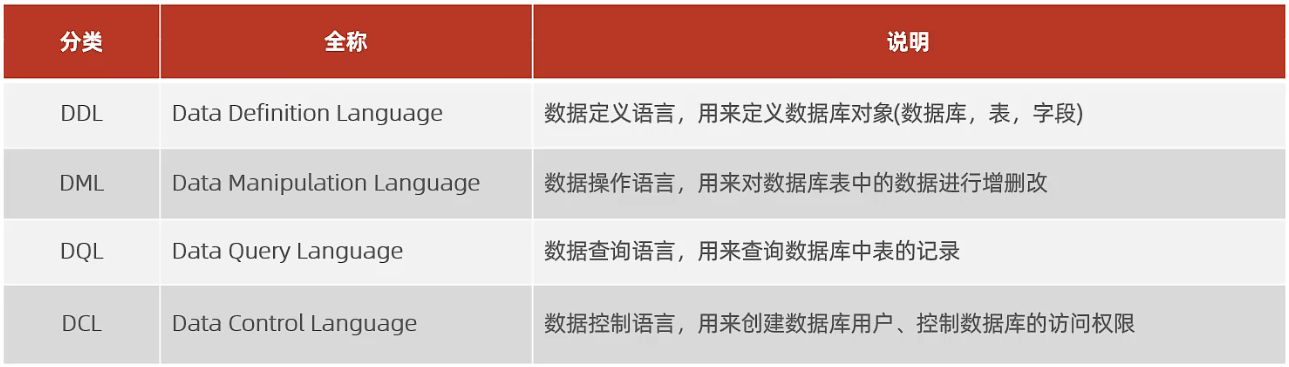 分类 全称 说明
DDL Data Definition Language 数据定义语言，用来定义数据库对象(数据库，表，字段)
DML Data Manipulation Language 数据操作语言，用来对数据库表中的数据进行增删改
DQL Data Query Language 数据查询语言，用来查询数据库中表的记录
DCL Data Control Language 数据控制语言，用来创建数据库用户、控制数据库的访问权限